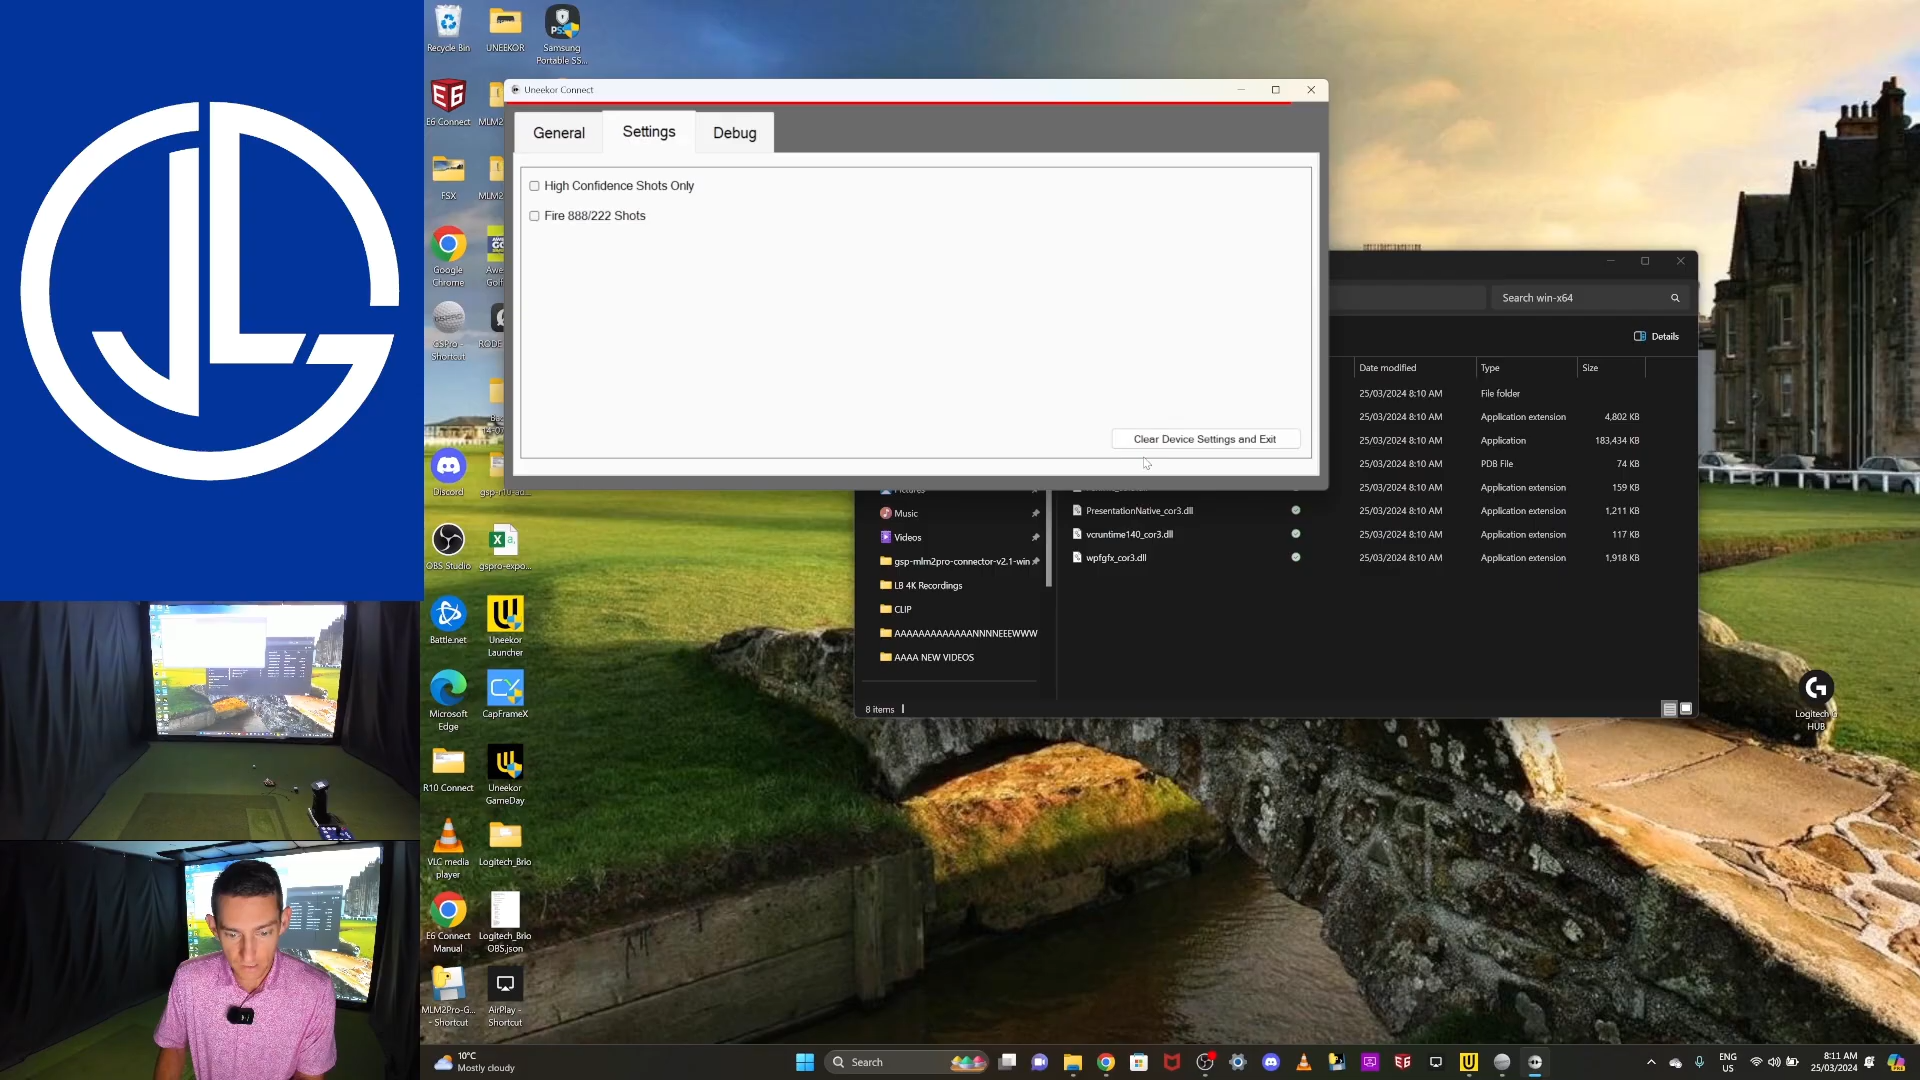 Recycle Bin
UNEEKOR
Samsung
Portable SS...
E6 Connect
MLM2
FSX
MLM2
Google
Chrome
Awe
Golf
GSPro -
Shortcut
RODE
Discord
gsp-r10-ad...
OBS Studio
gspro-expo...
Battle.net
Uneekor
Launcher
Microsoft
Edge
CapFrameX
R10 Connect
Uneekor
GameDay
VLC media
player
Logitech_Brio
E6 Connect
Manual
Logitech_Brio
OBS.json
MLM2Pro-G...
- Shortcut
AirPlay -
Shortcut
Uneekor Connect
General
Settings
Debug
High Confidence Shots Only
Fire 888/222 Shots
Clear Device Settings and Exit
Search win-x64
Details
Date modified
Type
Size
25/03/2024 8:10 AM
File folder
25/03/2024 8:10 AM
Application extension
4,802 KB
25/03/2024 8:10 AM
Application
183,434 KB
25/03/2024 8:10 AM
PDB File
74 KB
25/03/2024 8:10 AM
Application extension
159 KB
PresentationNative_cor3.dll
25/03/2024 8:10 AM
Application extension
1,211 KB
vcruntime140_cor3.dll
25/03/2024 8:10 AM
Application extension
117 KB
wpfgfx_cor3.dll
25/03/2024 8:10 AM
Application extension
1,918 KB
Pictures
Music
Videos
gsp-mlm2pro-connector-v2.1-win
LB 4K Recordings
CLIP
AAAAAAAAAAAAANNNNEEEWWW
AAAA NEW VIDEOS
8 items
Logitech G
HUB
10°C
Mostly cloudy
Search
ENG
US
8:11 AM
25/03/2024